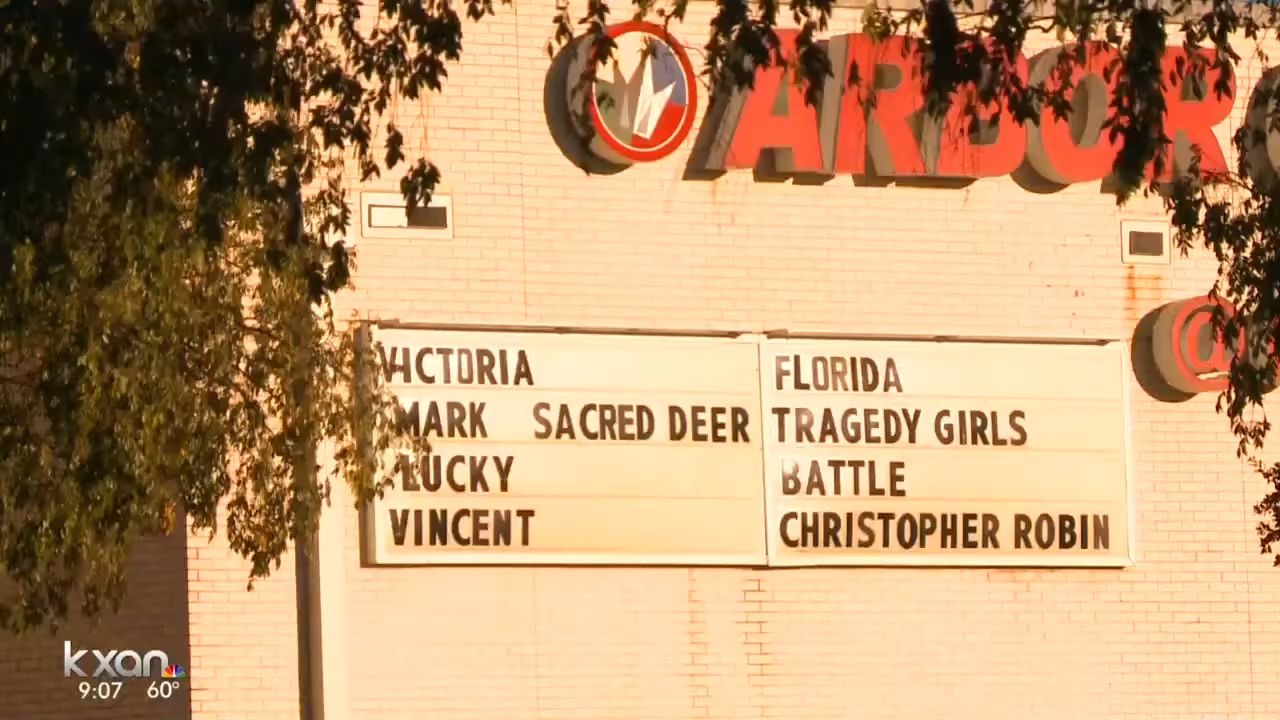 ARBOR
@
VICTORIA
MARK SACRED DEER
LUCKY
VINCENT
FLORIDA
TRAGEDY GIRLS
BATTLE
CHRISTOPHER ROBIN
kxan
9:07 60°